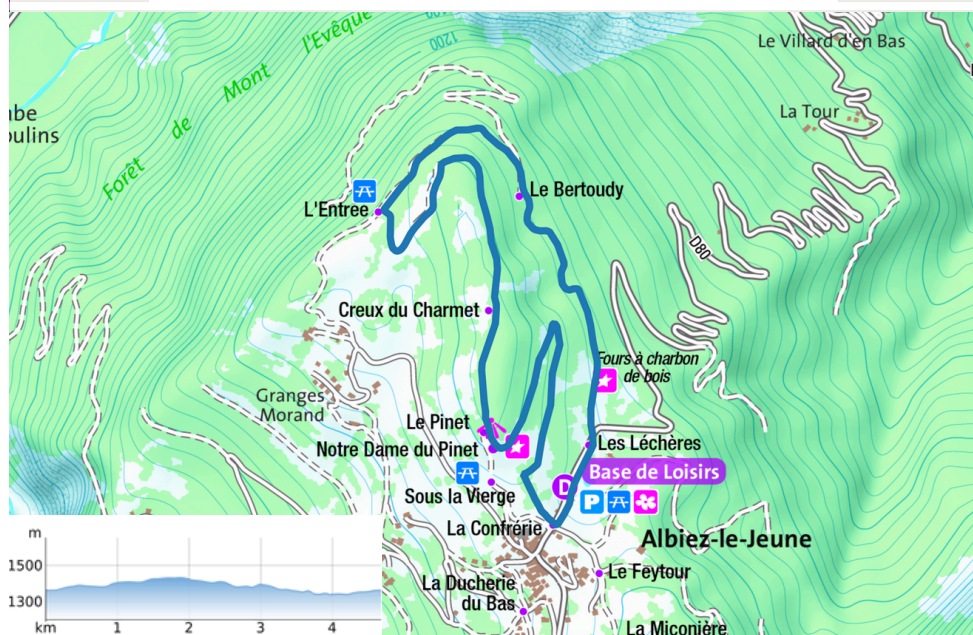 l'Evêque
1200
Le Villard d'en Bas
Mont
La Tour
de
Forêt
Le Bertoudy
L'Entree
D80
Creux du Charmet
Fours à charbon
de bois
Granges
Morand
Le Pinet
Notre Dame du Pinet
Les Léchères
Base de Loisirs
D
P
Sous la Vierge
La Confrérie
Albiez-le-Jeune
Le Feytour
La Ducherie
du Bas
La Miconière
m
1500
1300
km
1
2
3
4